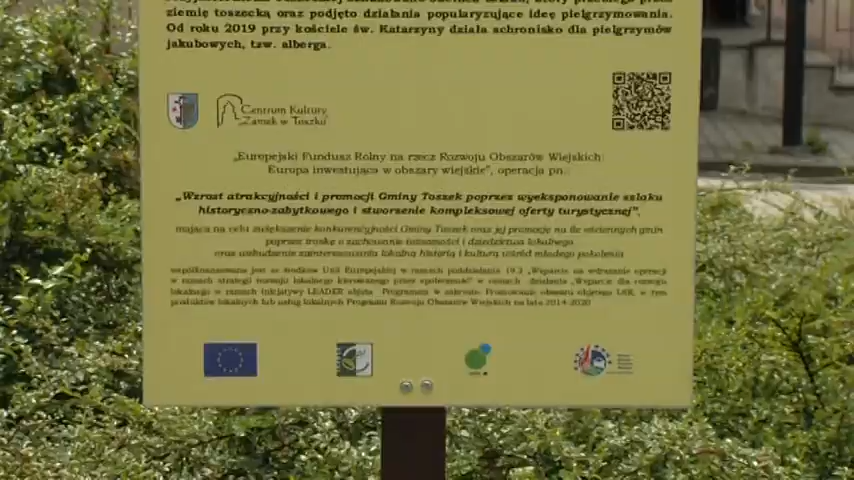 ziemię toszecką oraz podjęto działania popularyzujące ideę pielgrzymowania.
Od roku 2019 przy kościele św. Katarzyny działa schronisko dla pielgrzymów
jakubowych, tzw. alberga.
Centrum Kultury
„Zamek w Toszku”
„Europejski Fundusz Rolny na rzecz Rozwoju Obszarów Wiejskich:
Europa inwestująca w obszary wiejskie”, operacja pn.:
„Wzrost atrakcyjności i promocji Gminy Toszek poprzez wyeksponowanie szlaku
historyczno-zabytkowego i stworzenie kompleksowej oferty turystycznej”,
mająca na celu zwiększenie konkurencyjności Gminy Toszek oraz jej promocję na tle ościennych gmin
poprzez troskę o zachowanie tożsamości i dziedzictwa lokalnego
oraz wzbudzenie zainteresowania lokalną historią i kulturą wśród młodego pokolenia
współfinansowana jest ze środków Unii Europejskiej w ramach poddziałania 19.2 „Wsparcie na wdrażanie operacji
w ramach strategii rozwoju lokalnego kierowanego przez społeczność” w ramach działania „Wsparcie dla rozwoju
lokalnego w ramach inicjatywy LEADER objęta Programem w zakresie: Promowanie obszaru objętego LSR, w tym
produktów lokalnych lub usług lokalnych Programu Rozwoju Obszarów Wiejskich na lata 2014-2020